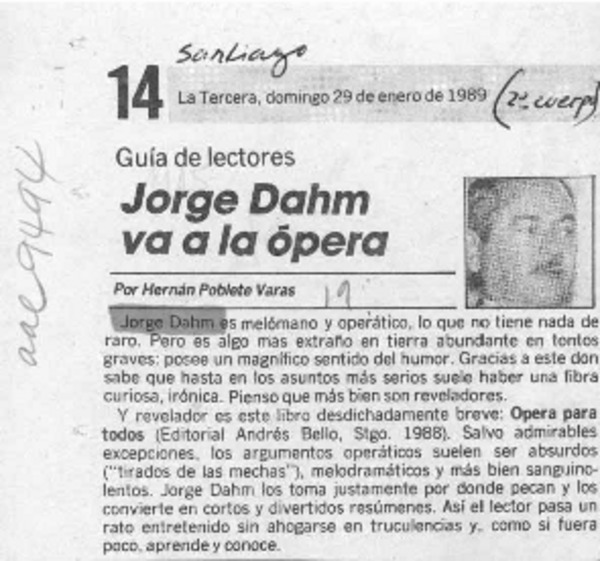 Santiago
14 La Tercera, domingo 29 de enero de 1989 (2º cuerp)
Guía de lectores
Jorge Dahm
va a la ópera
Por Hernán Poblete Varas 19
Jorge Dahm es melómano y operático, lo que no tiene nada de
raro. Pero es algo mas extraño en tierra abundante en tontos
graves: posee un magnífico sentido del humor. Gracias a este don
sabe que hasta en los asuntos más serios suele haber una fibra
curiosa, irónica. Pienso que más bien son reveladores.
Y revelador es este libro desdichadamente breve: Opera para
todos (Editorial Andrés Bello, Stgo. 1988). Salvo admirables
excepciones, los argumentos operáticos suelen ser absurdos
("tirados de las mechas"), melodramáticos y más bien sanguino-
lentos. Jorge Dahm los toma justamente por donde pecan y los
convierte en cortos y divertidos resúmenes. Así el lector pasa un
rato entretenido sin ahogarse en truculencias y, como si fuera
poco, aprende y conoce.
aae9494